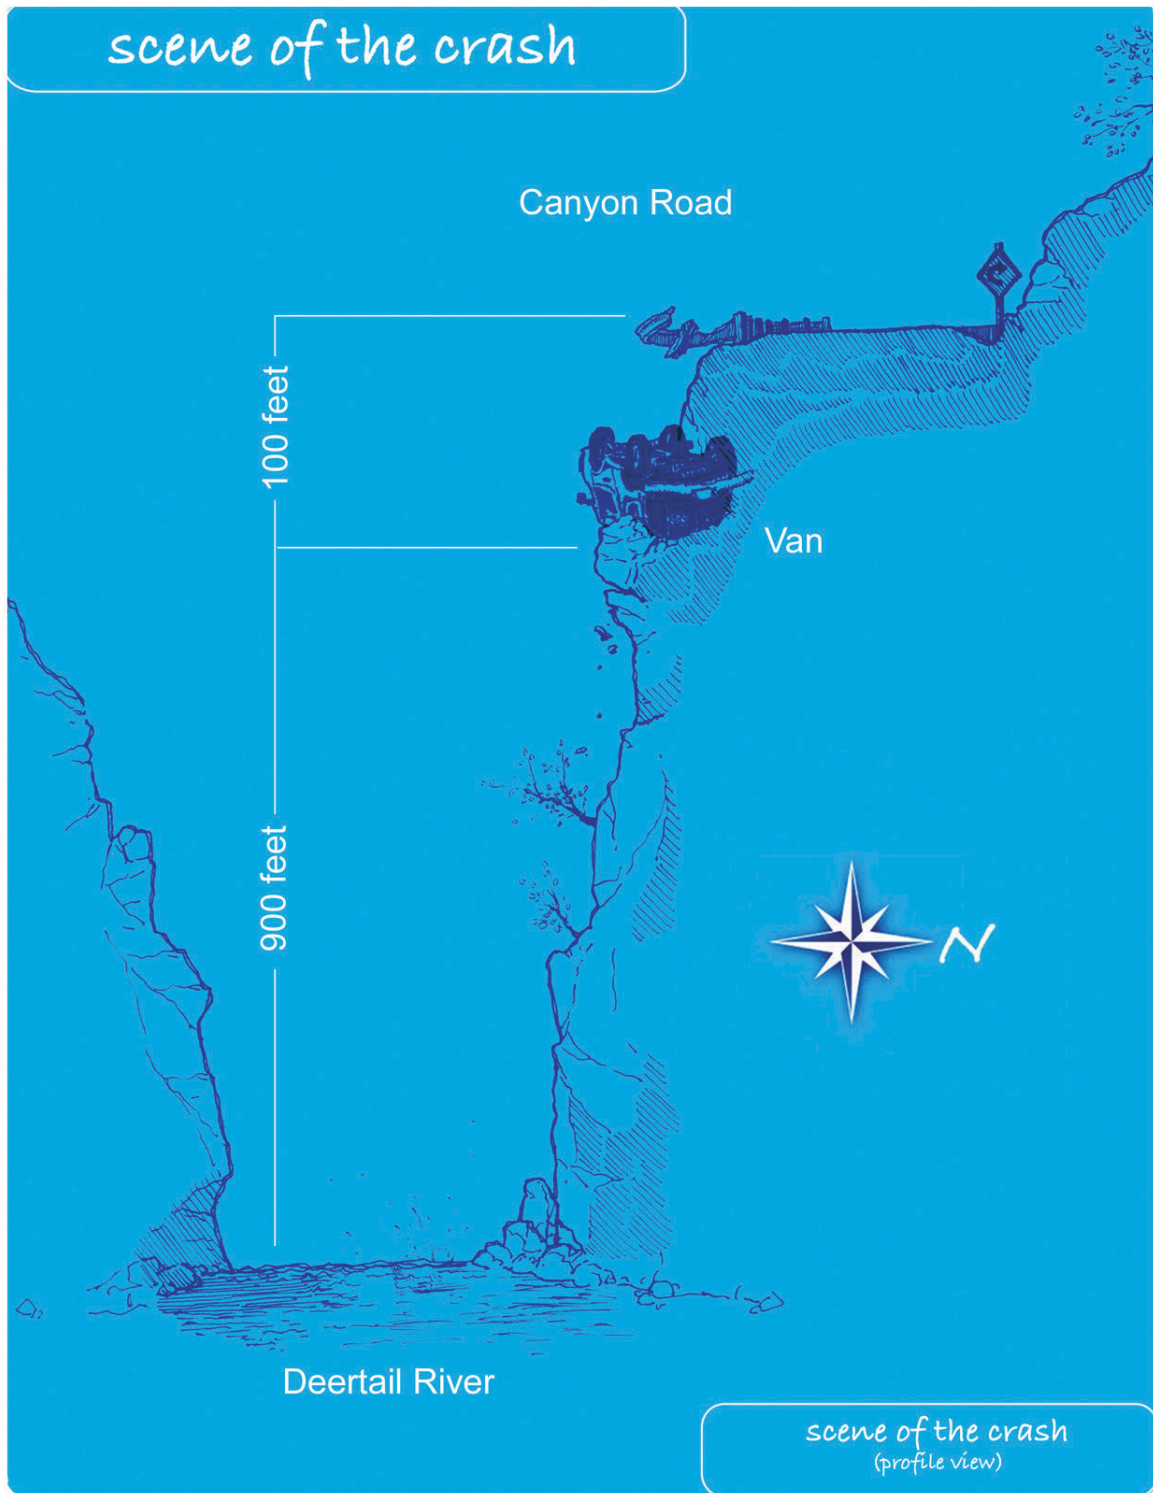 scene of the crash
Canyon Road
100 feet
Van
900 feet
N
Deertail River
scene of the crash
(profile view)